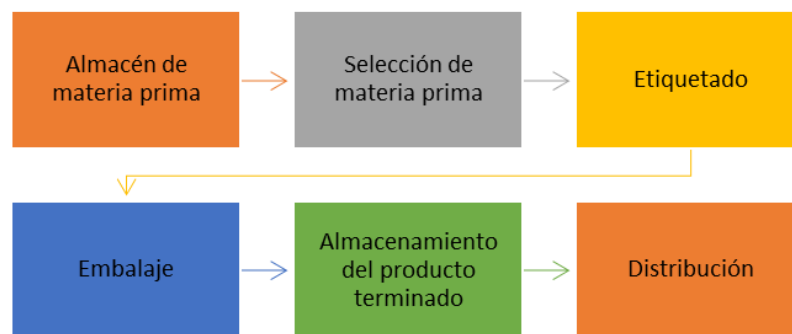 Almacén de
materia prima
Selección de
materia prima
Etiquetado
Embalaje
Almacenamiento
del producto
terminado
Distribución